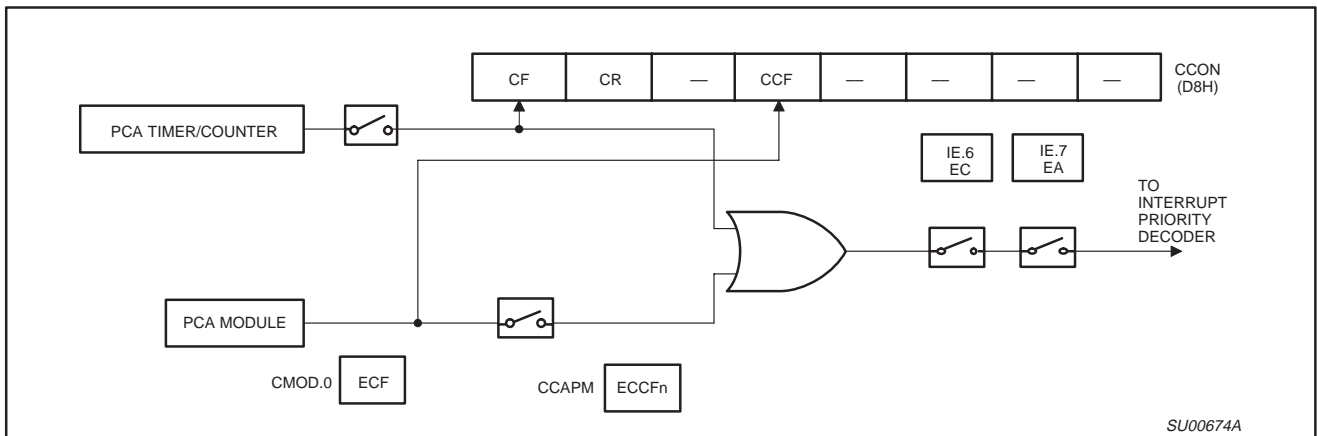 CF CR — CCF — — — —
CCON
(D8H)
PCA TIMER/COUNTER
IE.6
EC
IE.7
EA
TO
INTERRUPT
PRIORITY
DECODER
PCA MODULE
CMOD.0 ECF
CCAPM ECCFn
SU00674A